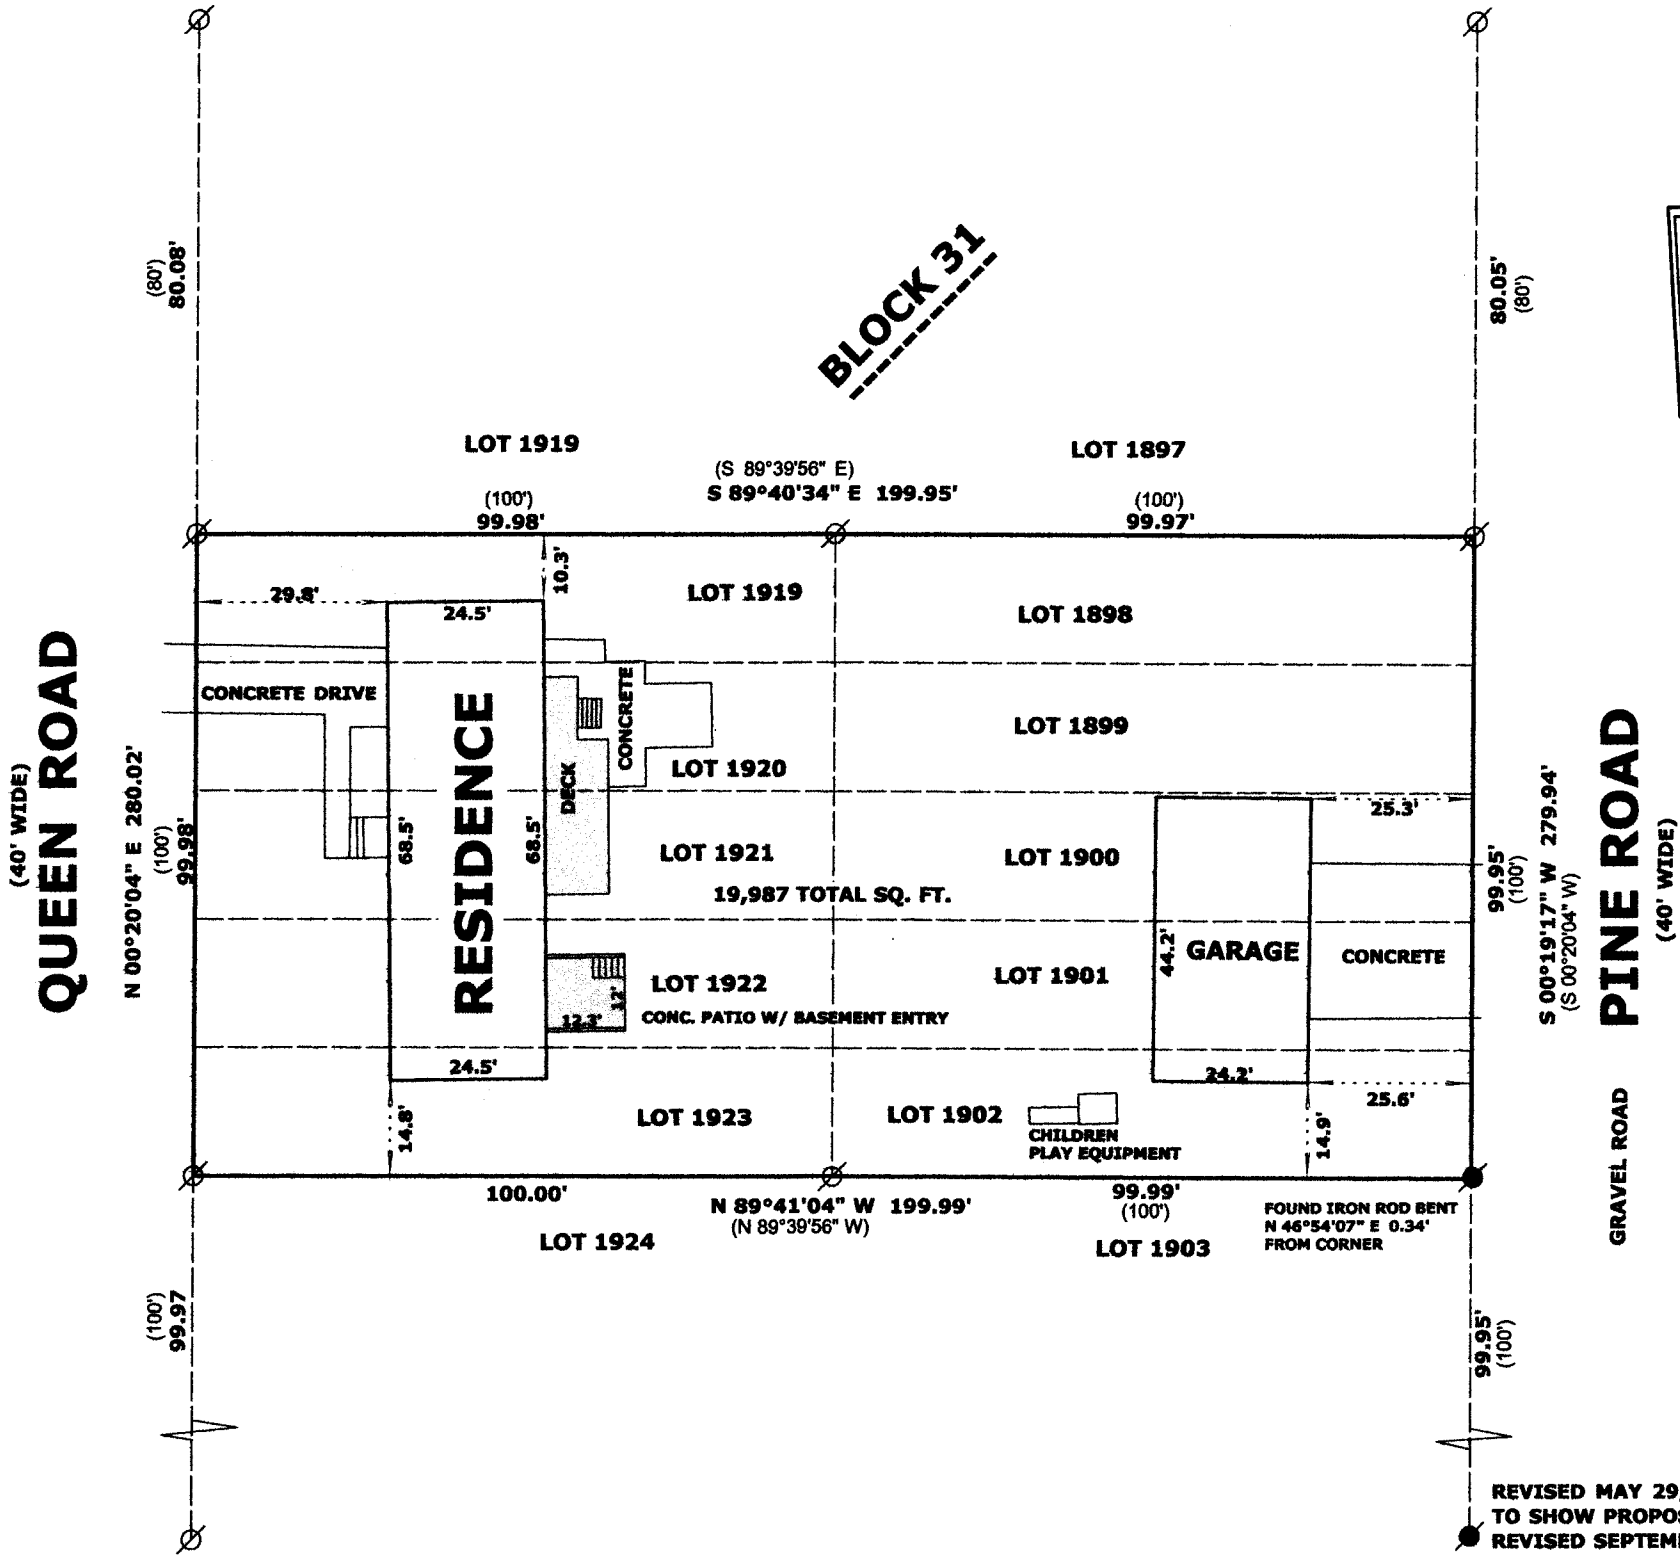 (80')
80.08'
BLOCK 31
80.05'
(80')
LOT 1919
LOT 1897
(S 89°39'56" E)
S 89°40'34" E 199.95'
(100')
99.98'
(100')
99.97'
10.3'
29.8'
24.5'
LOT 1919
LOT 1898
CONCRETE DRIVE
RESIDENCE
CONCRETE
DECK
LOT 1899
LOT 1920
(40' WIDE)
QUEEN ROAD
N 00°20'04" E 280.02'
(100')
99.98'
68.5'
68.5'
LOT 1921
19,987 TOTAL SQ. FT.
LOT 1900
25.3'
99.95'
(100')
S 00°19'17" W 279.94'
(S 00°20'04" W)
PINE ROAD
(40' WIDE)
44.2'
GARAGE
CONCRETE
LOT 1922
LOT 1901
12'
12.3'
CONC. PATIO W/ BASEMENT ENTRY
24.5'
24.2'
25.6'
14.8'
LOT 1923
LOT 1902
CHILDREN
PLAY EQUIPMENT
14.9'
GRAVEL ROAD
100.00'
N 89°41'04" W 199.99'
(N 89°39'56" W)
99.99'
(100')
FOUND IRON ROD BENT
N 46°54'07" E 0.34'
FROM CORNER
LOT 1924
LOT 1903
(100')
99.97
99.95'
(100')
REVISED MAY 29,
TO SHOW PROPOS
REVISED SEPTEM